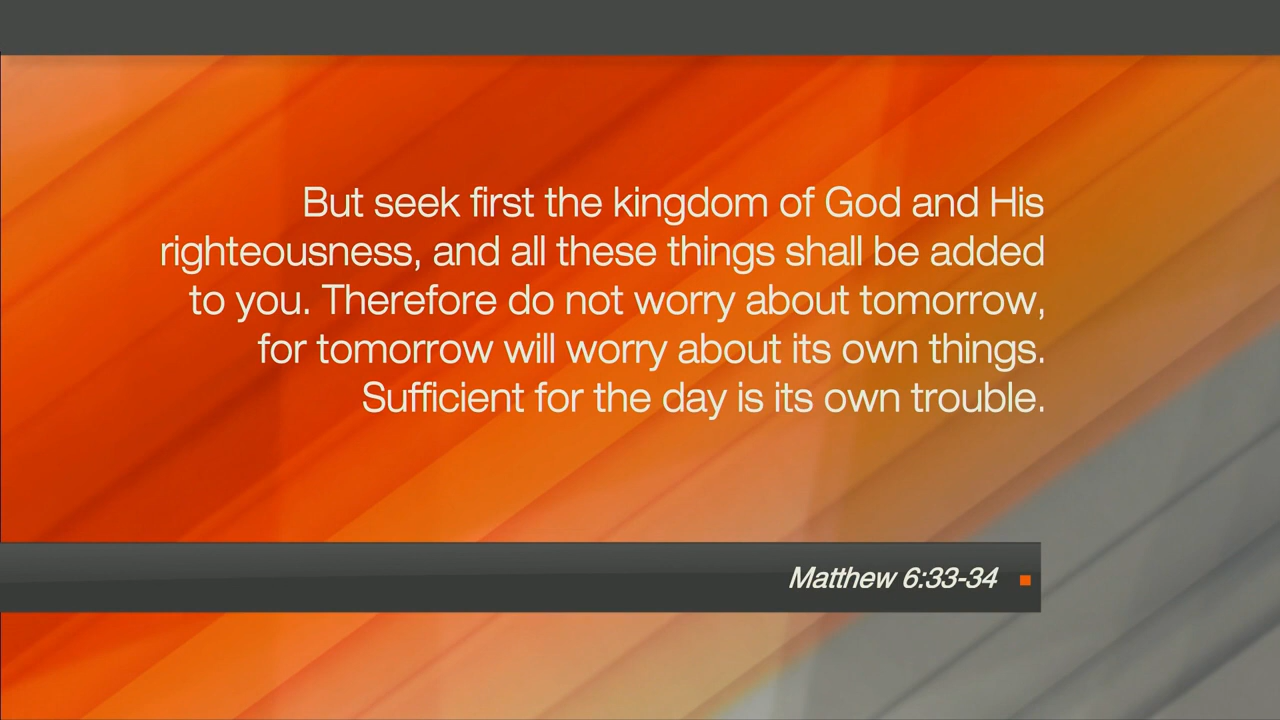 But seek first the kingdom of God and His
righteousness, and all these things shall be added
to you. Therefore do not worry about tomorrow,
for tomorrow will worry about its own things.
Sufficient for the day is its own trouble.
Matthew 6:33-34